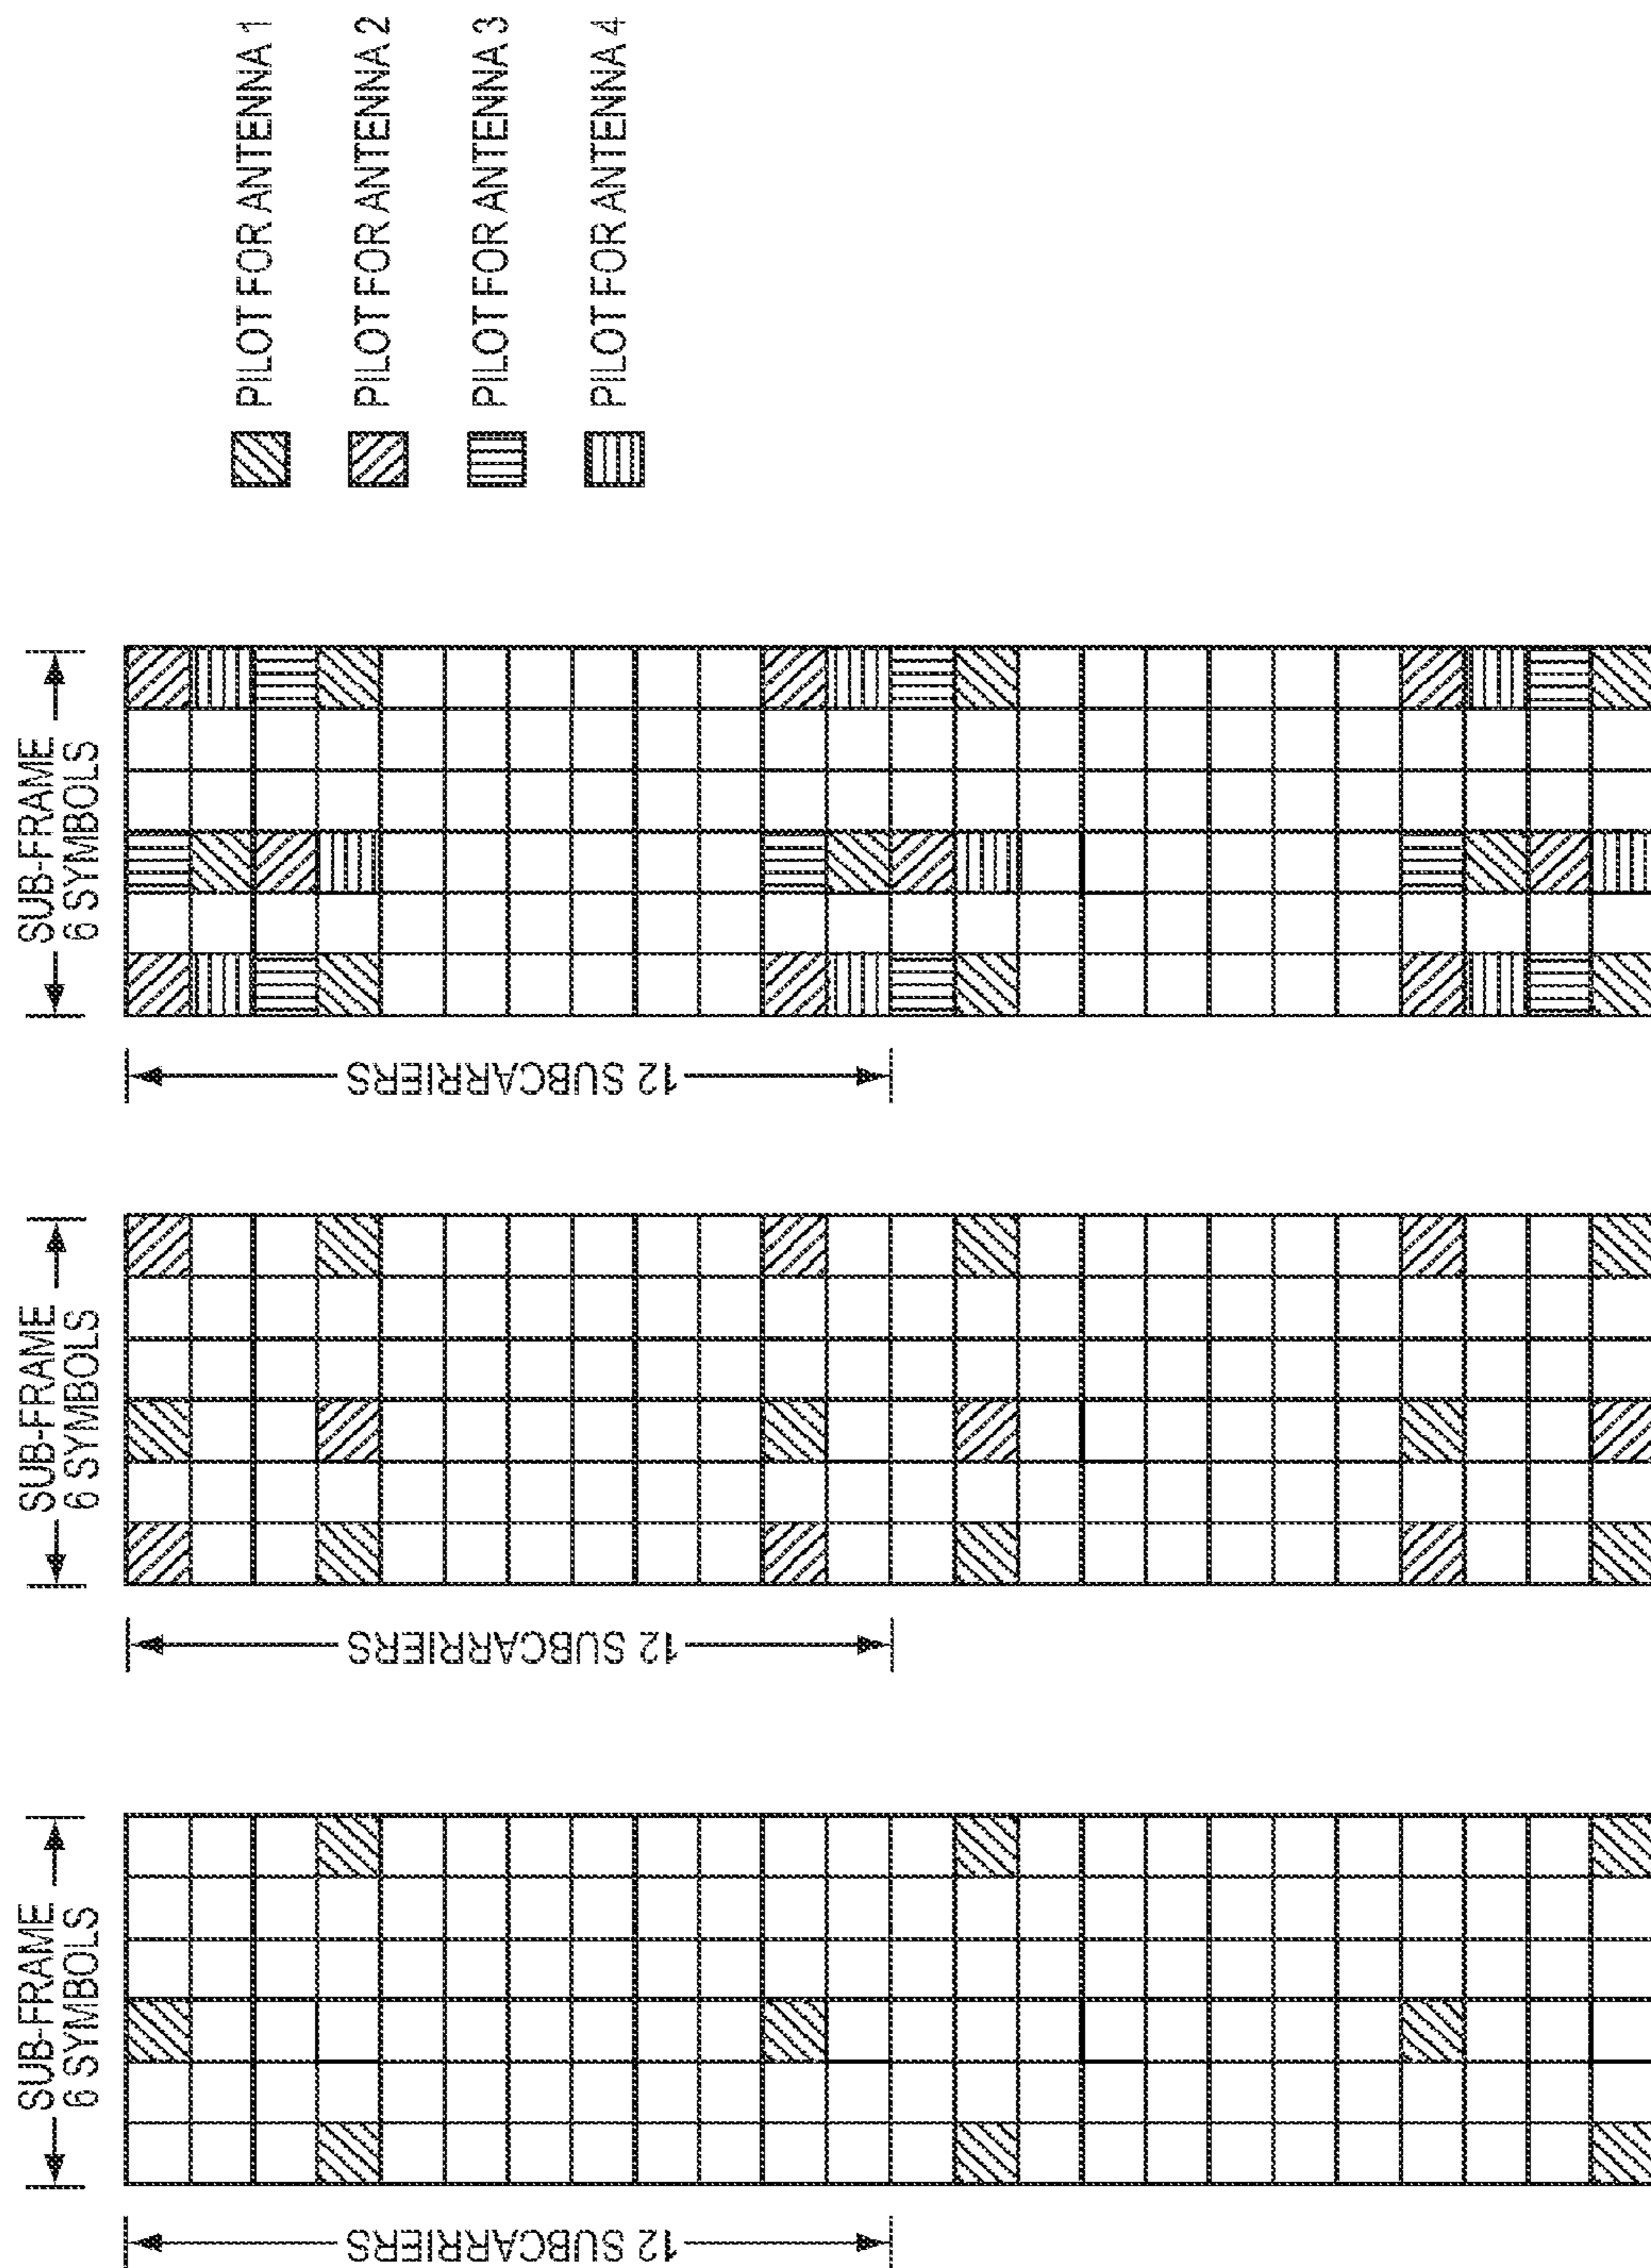 SUB-FRAME
6 SYMBOLS
12 SUBCARRIERS
SUB-FRAME
6 SYMBOLS
12 SUBCARRIERS
SUB-FRAME
6 SYMBOLS
12 SUBCARRIERS
PILOT FOR ANTENNA 1
PILOT FOR ANTENNA 2
PILOT FOR ANTENNA 3
PILOT FOR ANTENNA 4